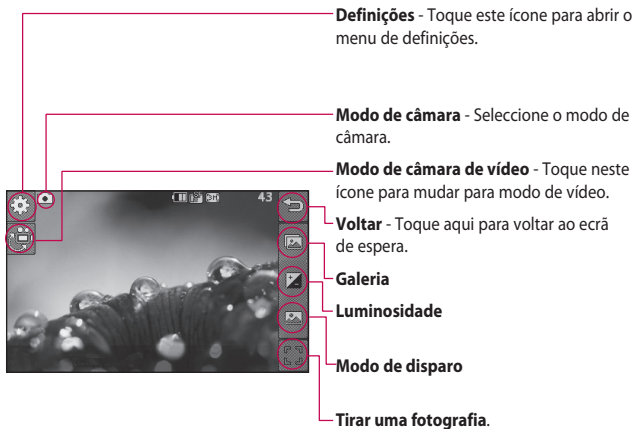 Definições - Toque este ícone para abrir o
menu de definições.
Modo de câmara - Seleccione o modo de
câmara.
Modo de câmara de vídeo - Toque neste
ícone para mudar para modo de vídeo.
43
Voltar - Toque aqui para voltar ao ecrã
de espera.
Galeria
Luminosidade
Modo de disparo
Tirar uma fotografia.